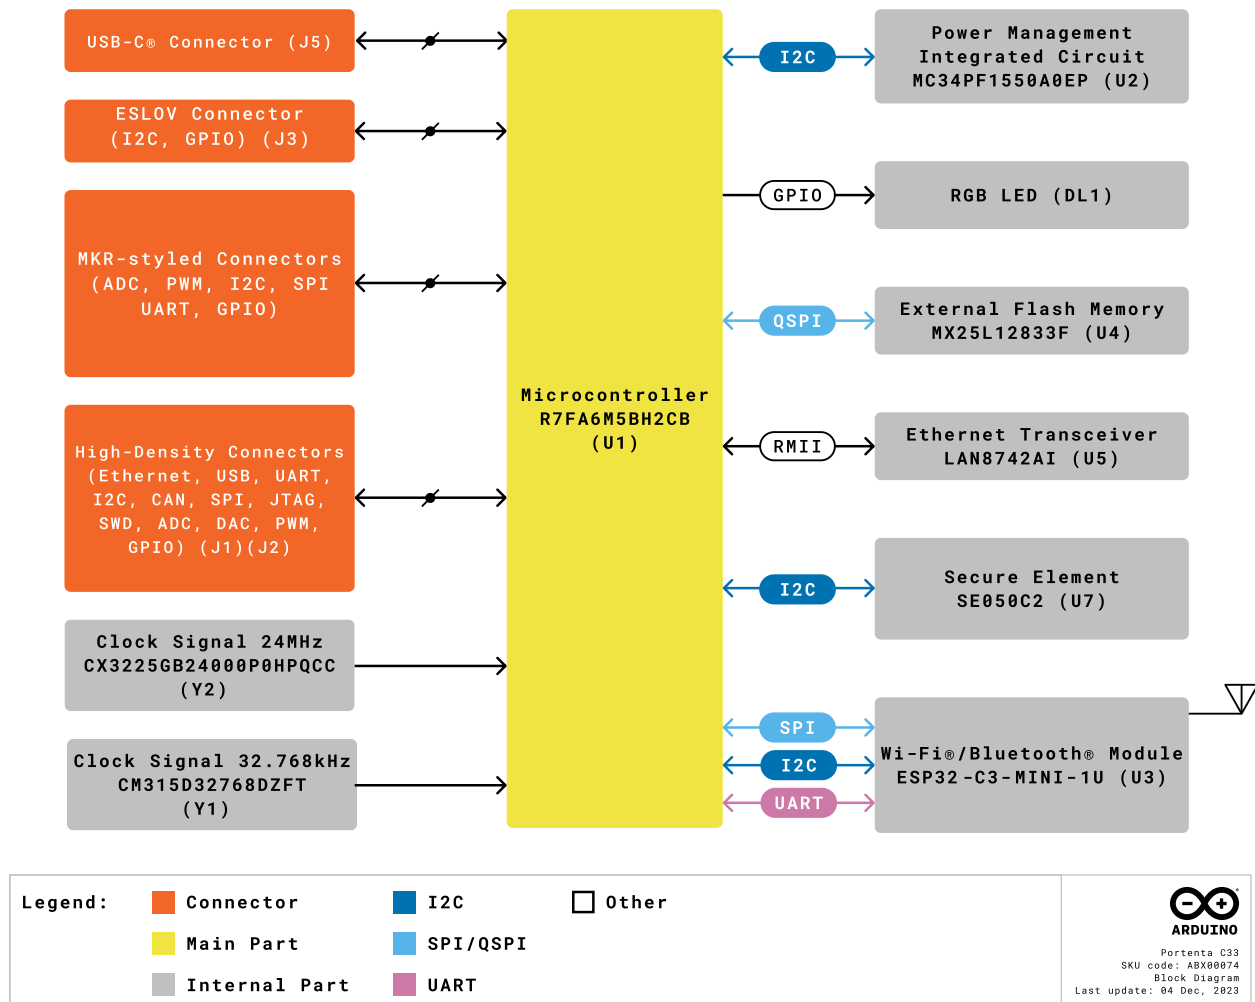 USB-C® Connector (J5)
ESLOV Connector
(I2C, GPIO) (J3)
MKR-styled Connectors
(ADC, PWM, I2C, SPI
UART, GPIO)
High-Density Connectors
(Ethernet, USB, UART,
I2C, CAN, SPI, JTAG,
SWD, ADC, DAC, PWM,
GPIO) (J1)(J2)
Clock Signal 24MHz
CX3225GB24000P0HPQCC
(Y2)
Clock Signal 32.768kHz
CM315D32768DZFT
(Y1)
Microcontroller
R7FA6M5BH2CB
(U1)
I2C
Power Management
Integrated Circuit
MC34PF1550A0EP (U2)
GPIO
RGB LED (DL1)
QSPI
External Flash Memory
MX25L12833F (U4)
RMII
Ethernet Transceiver
LAN8742AI (U5)
I2C
Secure Element
SE050C2 (U7)
SPI
I2C
UART
Wi-Fi®/Bluetooth® Module
ESP32-C3-MINI-1U (U3)
Legend:
Connector
Main Part
Internal Part
I2C
SPI/QSPI
UART
Other
ARDUINO
Portenta C33
SKU code: ABX00074
Block Diagram
Last update: 04 Dec, 2023